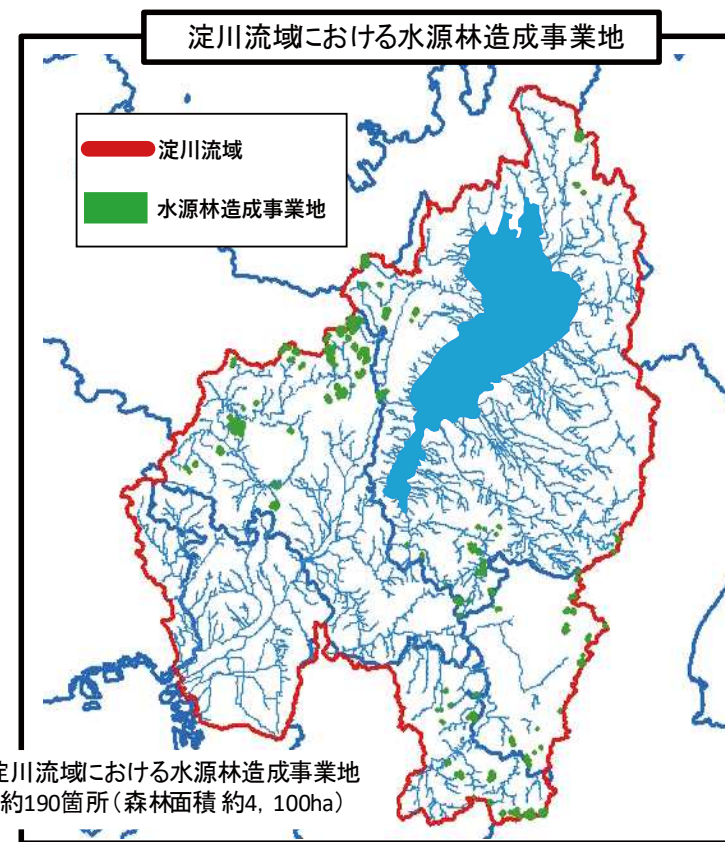 淀川流域における水源林造成事業地
淀川流域
水源林造成事業地
淀川流域における水源林造成事業地
約190箇所(森林面積 約4，100ha)